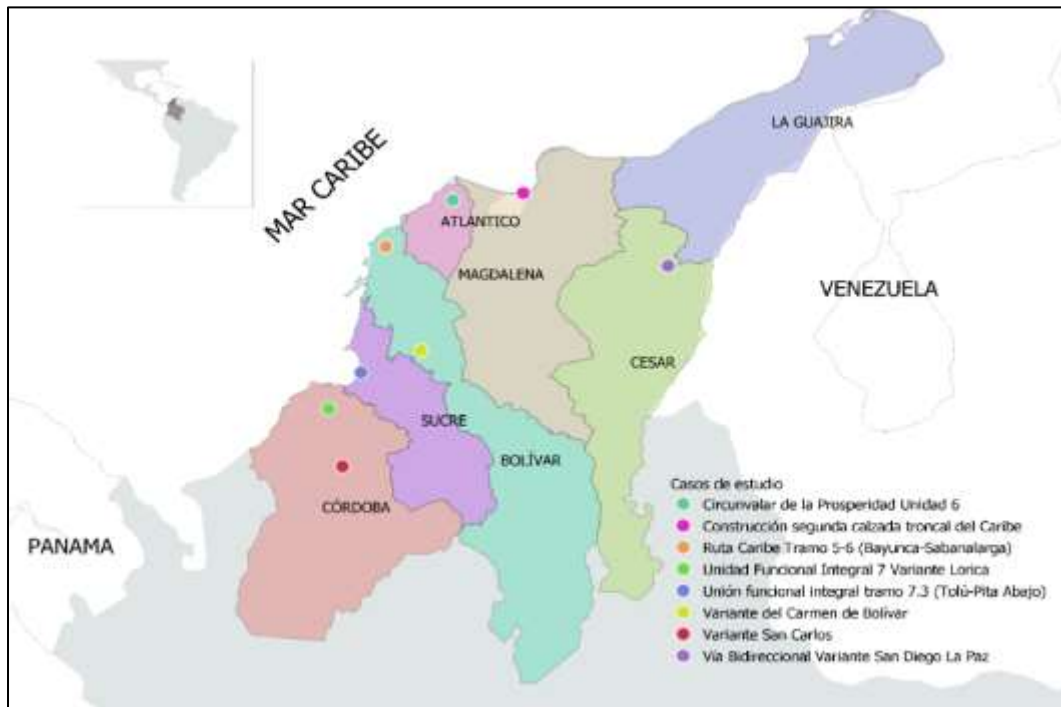 LA GUAJIRA
MAR CARIBE
ATLANTICO
MAGDALENA
VENEZUELA
CESAR
SUCRE
BOLÍVAR
CÓRDOBA
PANAMA
Casos de estudio
Circunvalar de la Prosperidad Unidad 6
Construcción segunda calzada troncal del Caribe
Ruta Caribe Tramo 5-6 (Bayunca-Sabanalarga)
Unidad Funcional Integral 7 Variante Lorica
Unión funcional integral tramo 7.3 (Tolú-Pita Abajo)
Variante del Carmen de Bolívar
Variante San Carlos
Vía Bidireccional Variante San Diego La Paz